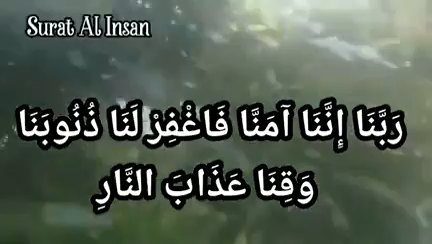 Surat Al Insan
رَبَّنَا إِنَّنَا آمَنَّا فَاغْفِرْ لَنَا ذُنُوبَنَا
وَقِنَا عَذَابَ النَّارِ